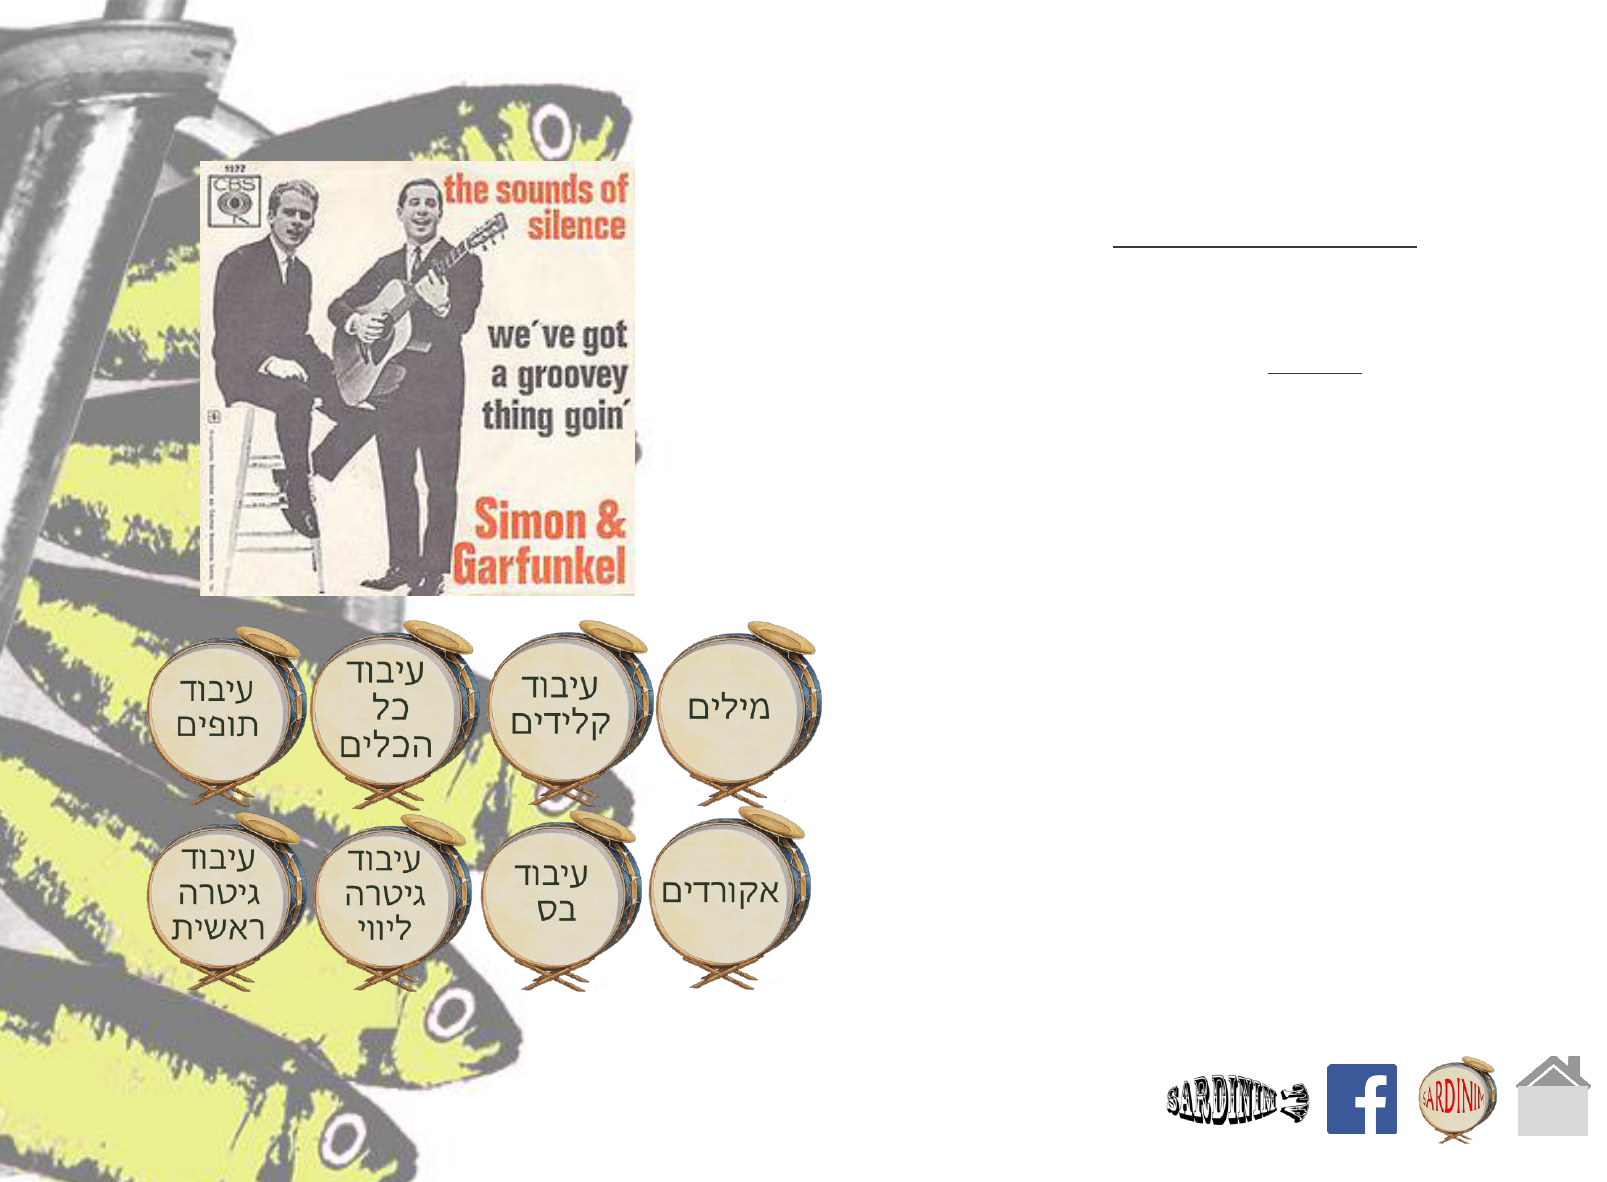 1977
CBS
the sounds of
silence
we´ve got
a groovey
thing goin´
Simon &
Garfunkel
מילים
עיבוד
קלידים
עיבוד
כל
הכלים
עיבוד
תופים
אקורדים
עיבוד
בס
עיבוד
גיטרה
ליווי
עיבוד
גיטרה
ראשית
SARDINIM
SARDINIM